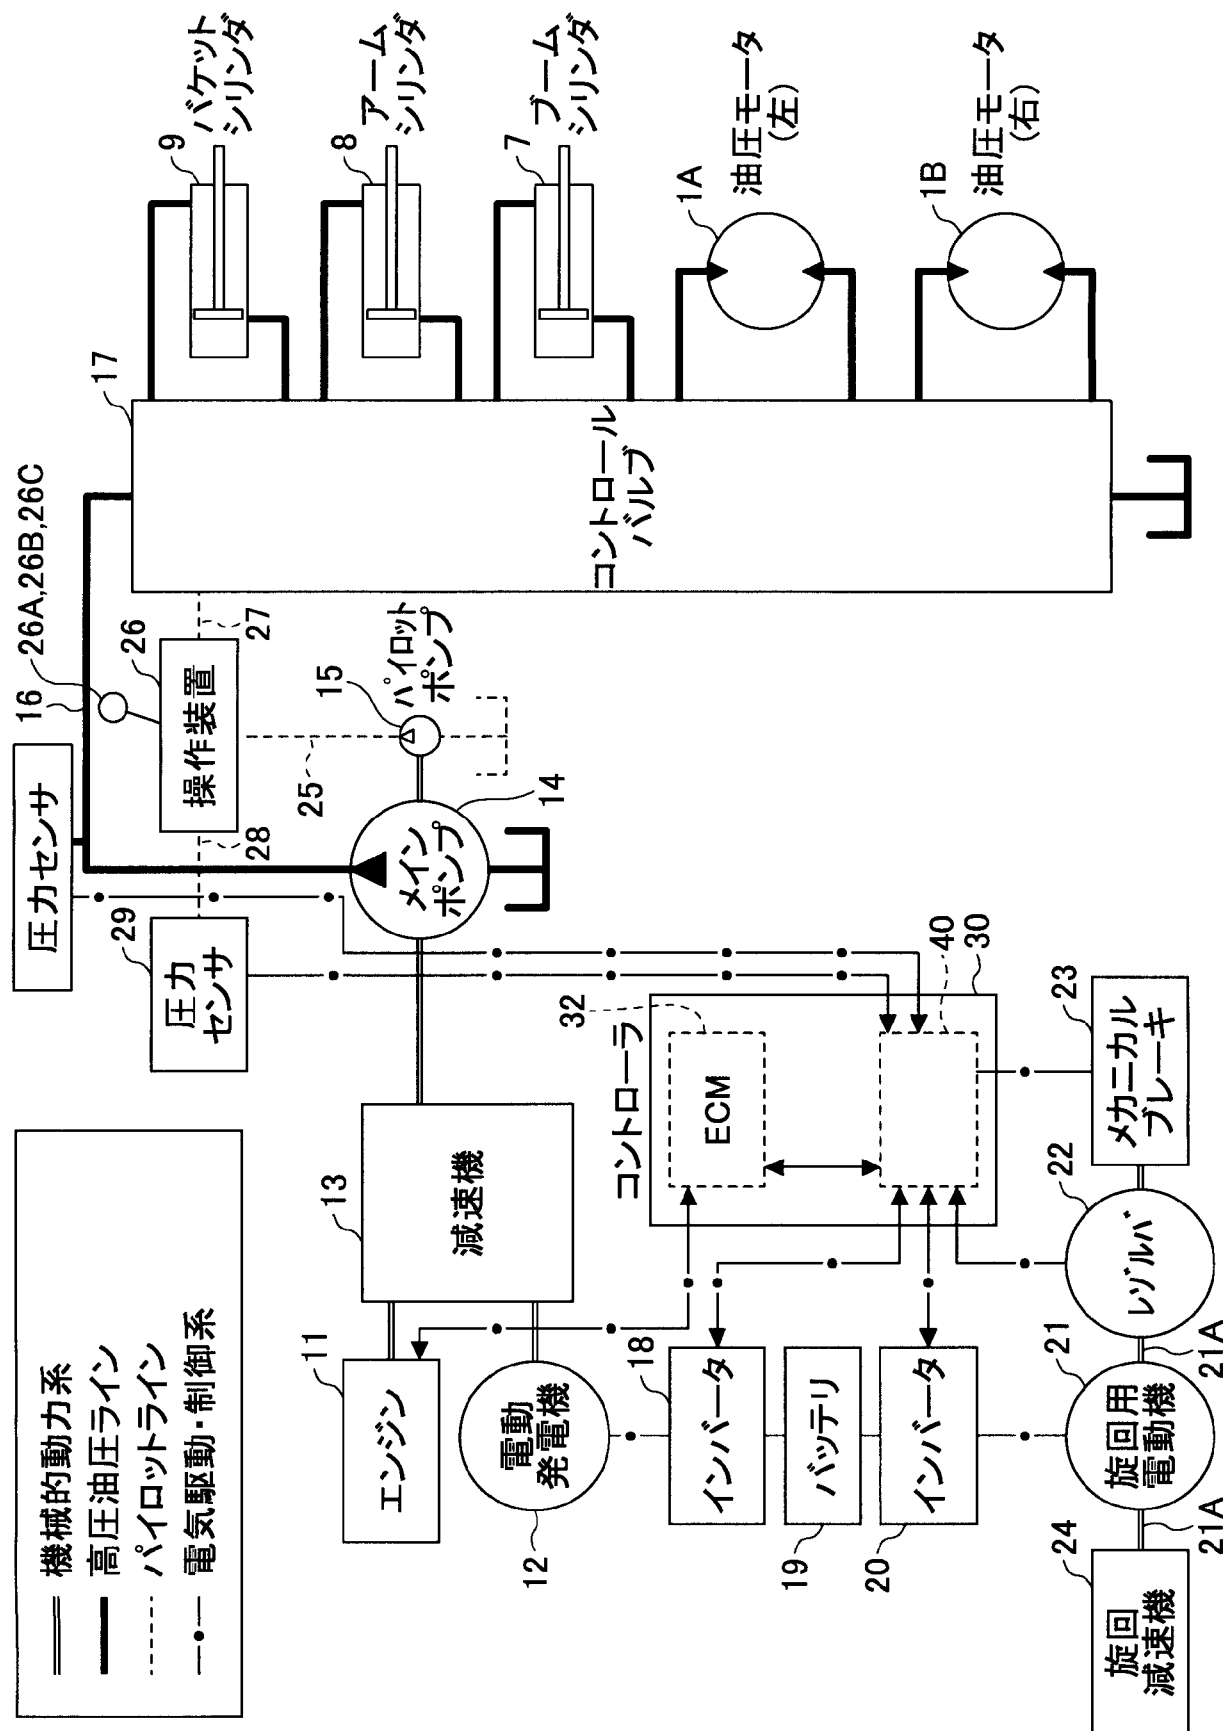 機械的動力系
高圧油圧ライン
パイロットライン
電気駆動・制御系
圧力センサ
16
26A,26B,26C
17
29
圧力
センサ
28
操作装置
26
27
25
15
パイロット
ポンプ
メイン
ポンプ
14
コントロール
バルブ
9
バケット
シリンダ
8
アーム
シリンダ
7
ブーム
シリンダ
1A
油圧モータ
(左)
1B
油圧モータ
(右)
11
エンジン
13
減速機
電動
発電機
12
18
インバータ
バッテリ
19
インバータ
20
コントローラ
32
ECM
40
30
24
旋回
減速機
21A
旋回用
電動機
21
21A
レゾルバ
22
メカニカル
ブレーキ
23